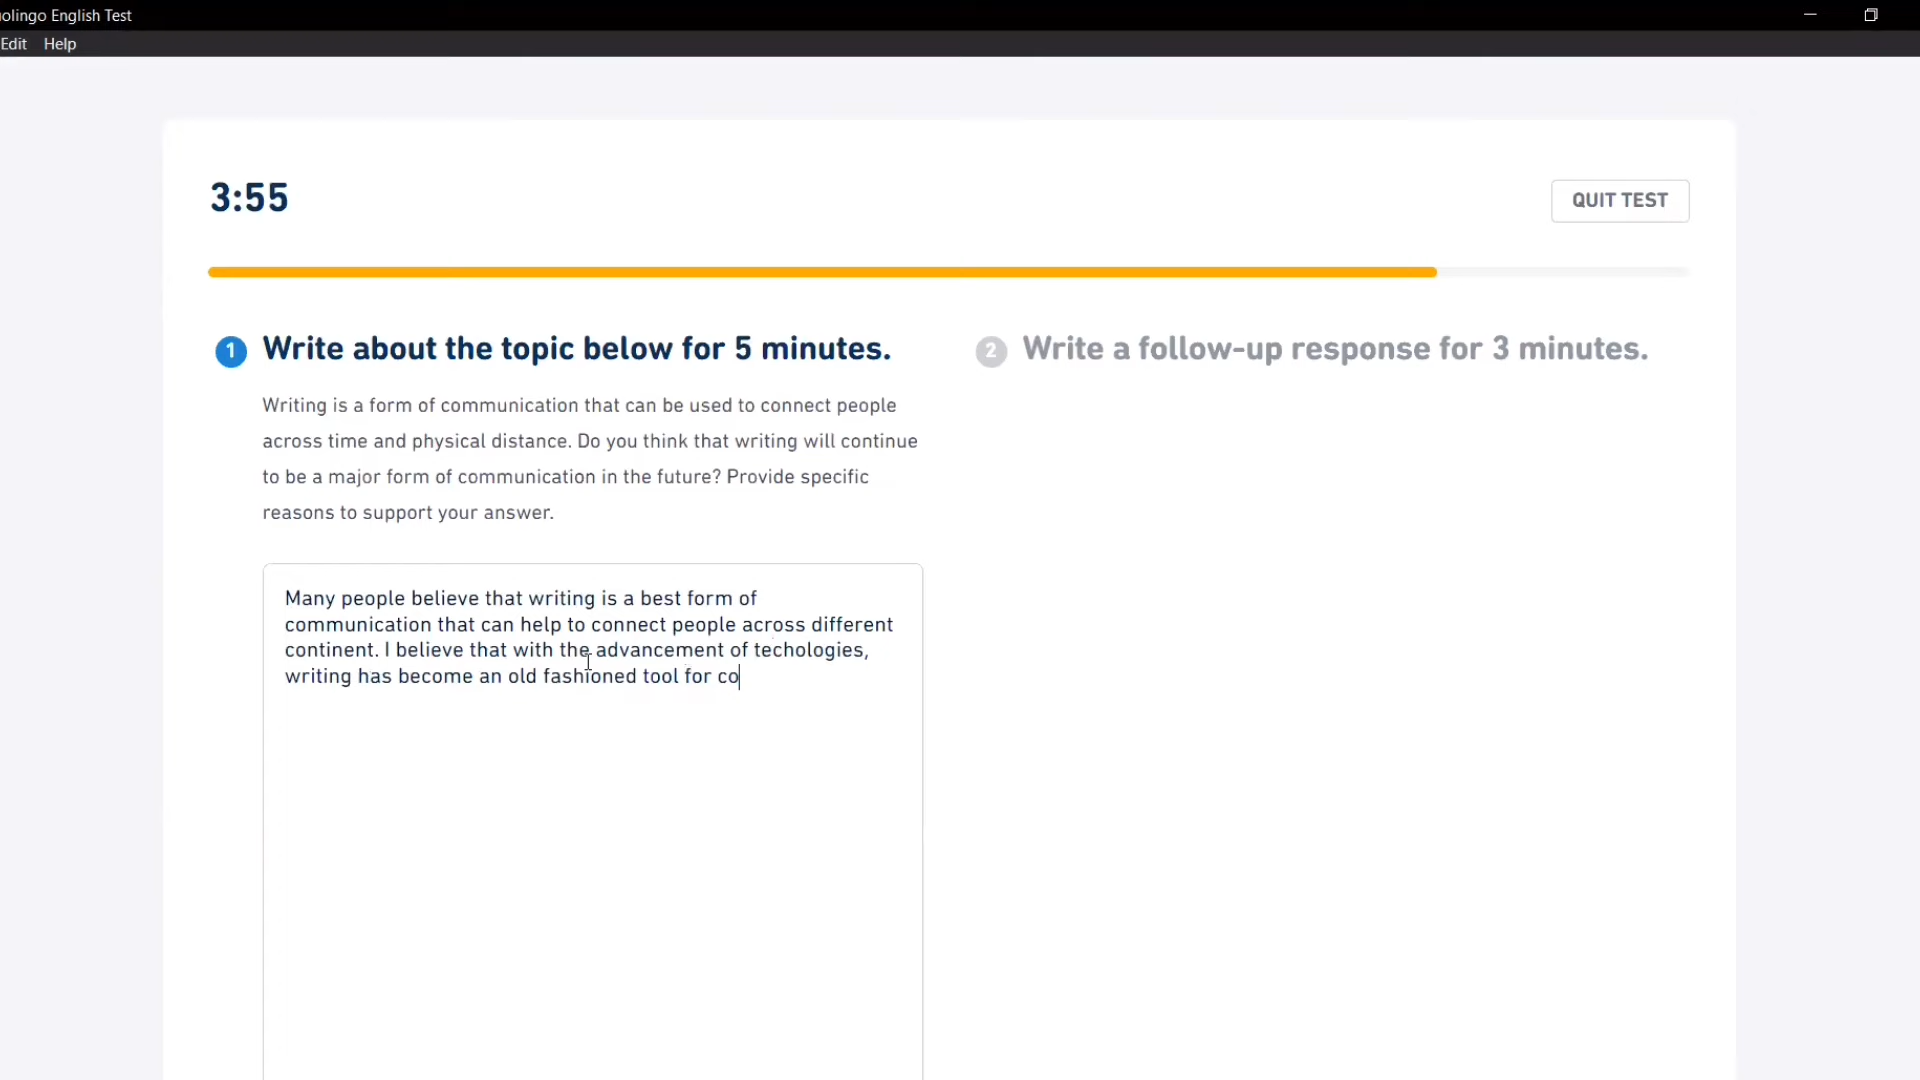 uolingo English Test
Edit Help
3:55
QUIT TEST
1 Write about the topic below for 5 minutes.
2 Write a follow-up response for 3 minutes.
Writing is a form of communication that can be used to connect people
across time and physical distance. Do you think that writing will continue
to be a major form of communication in the future? Provide specific
reasons to support your answer.
Many people believe that writing is a best form of
communication that can help to connect people across different
continent. I believe that with the advancement of techologies,
writing has become an old fashioned tool for co